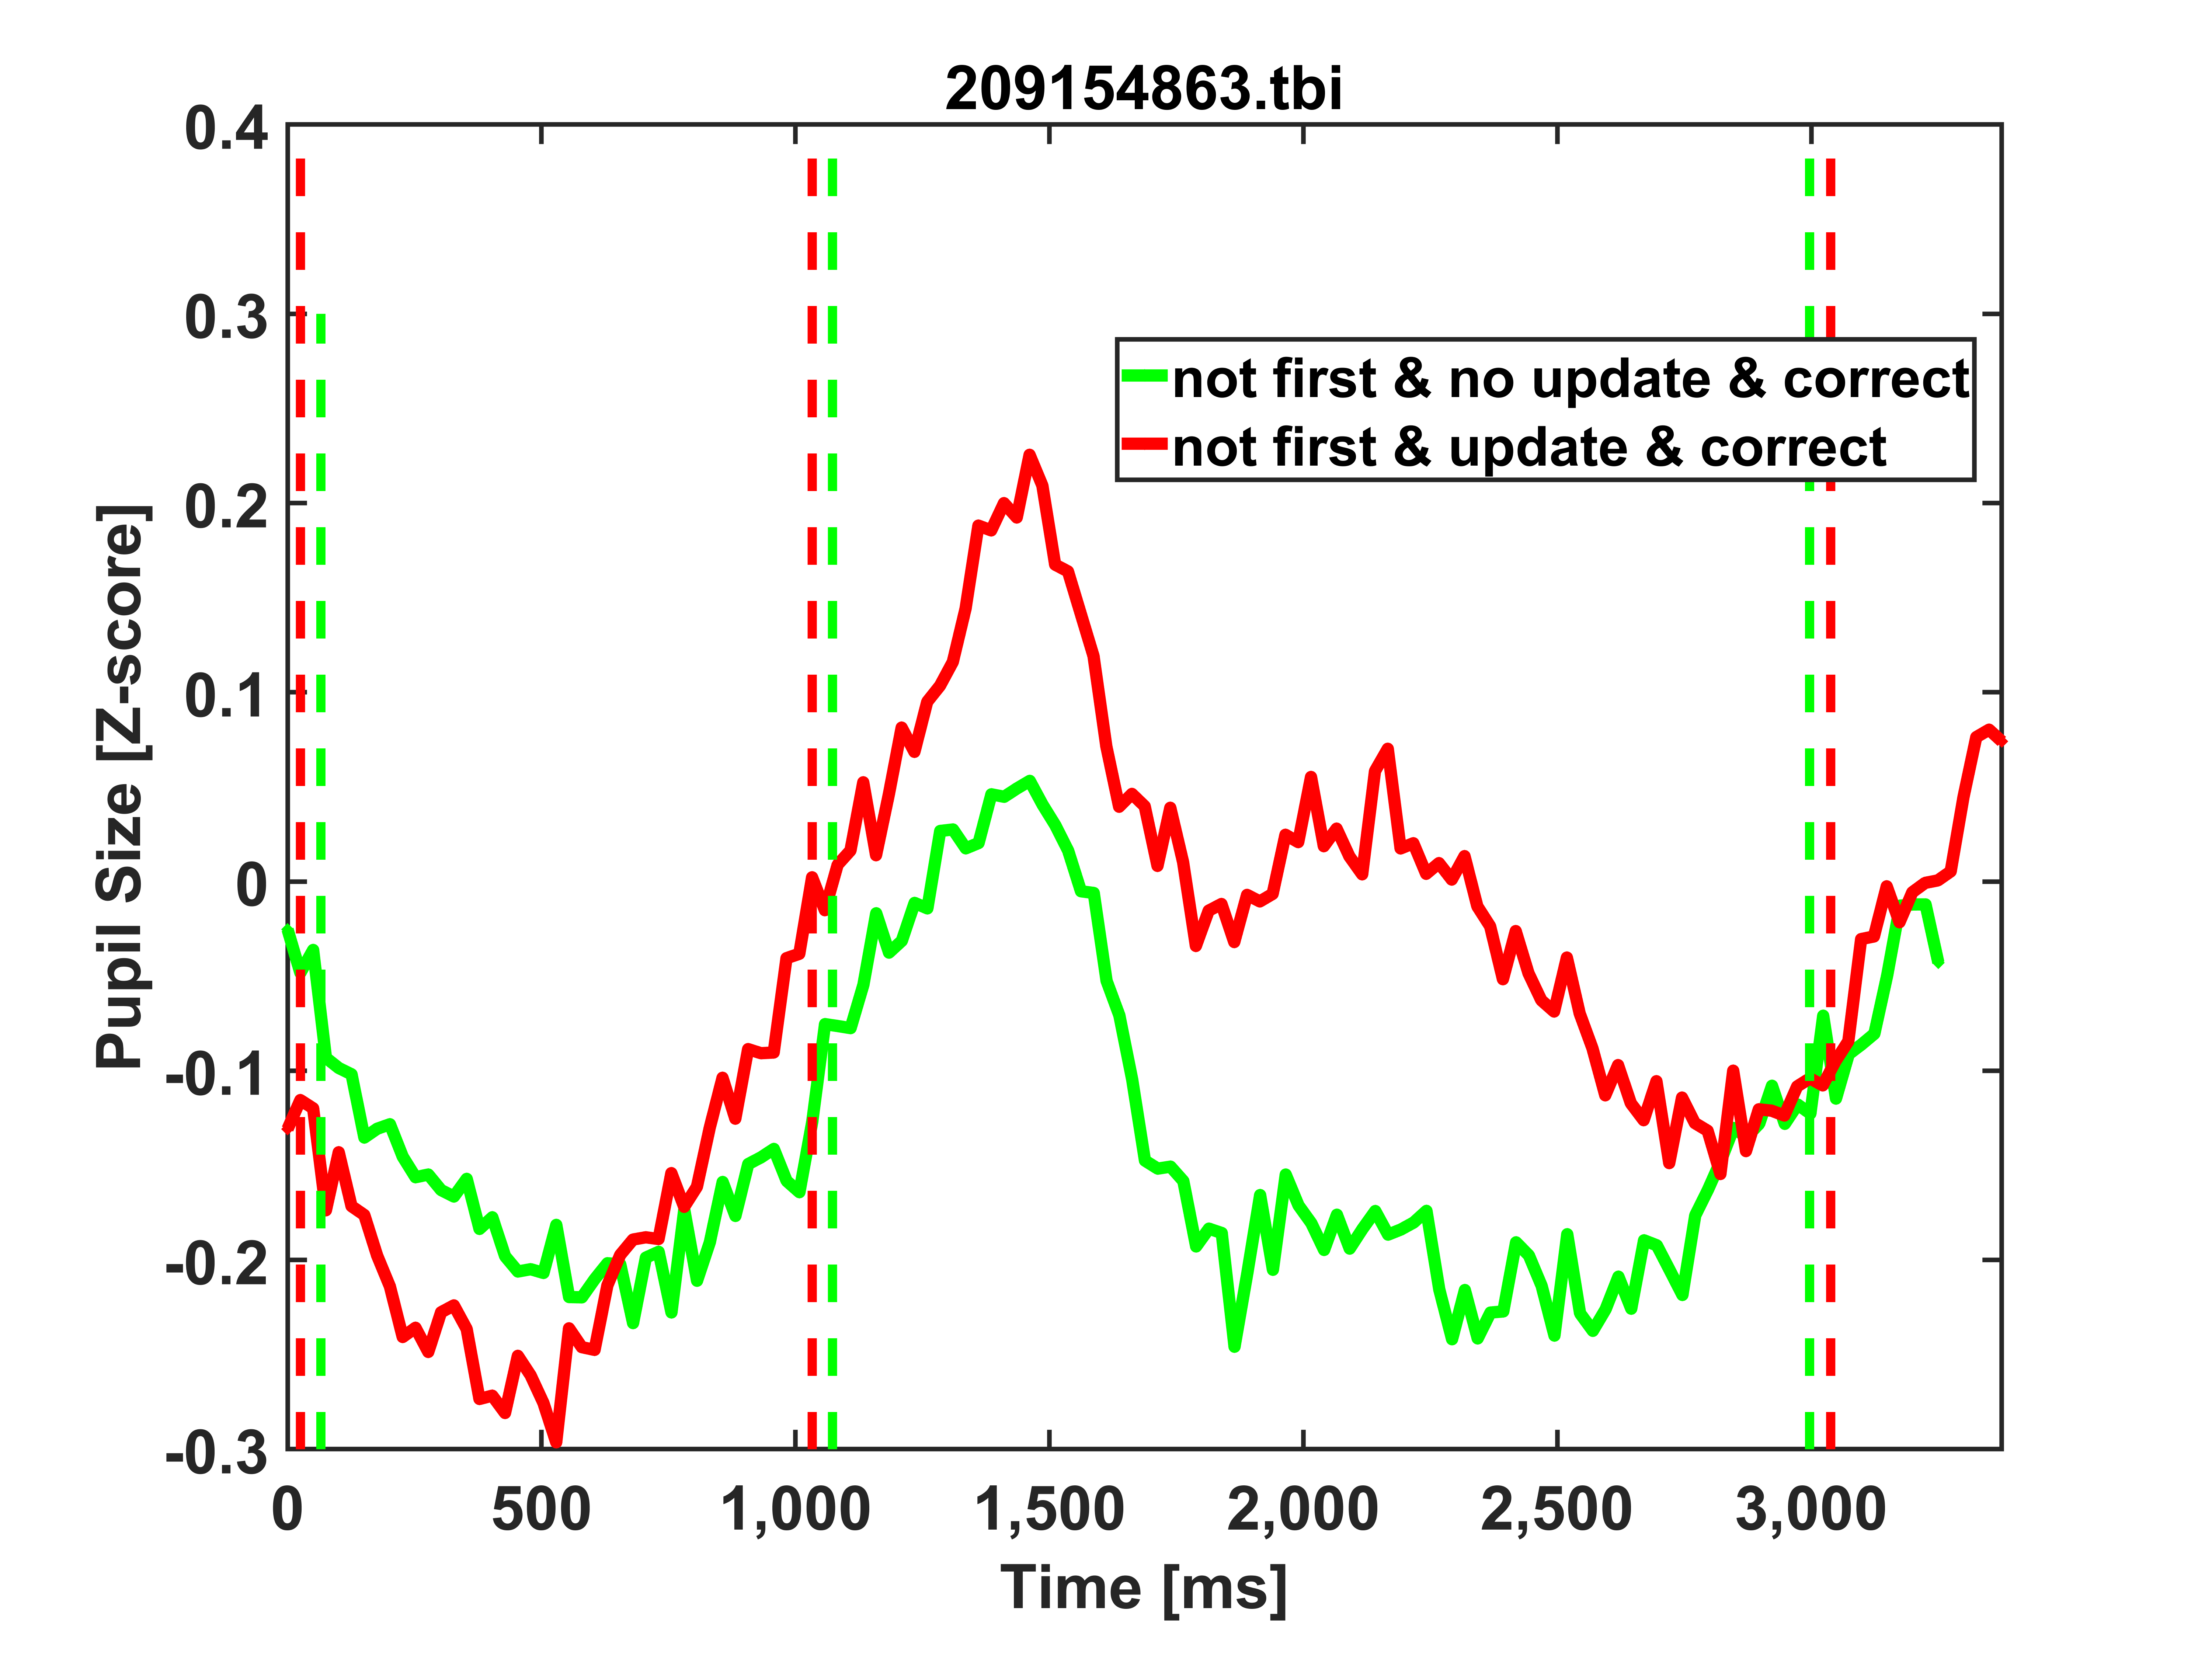 209154863.tbi
0.4
0.3
0.2
0.1
0
-0.1
-0.2
-0.3
Pupil Size [Z-score]
not first & no update & correct
not first & update & correct
0 500 1,000 1,500 2,000 2,500 3,000
Time [ms]